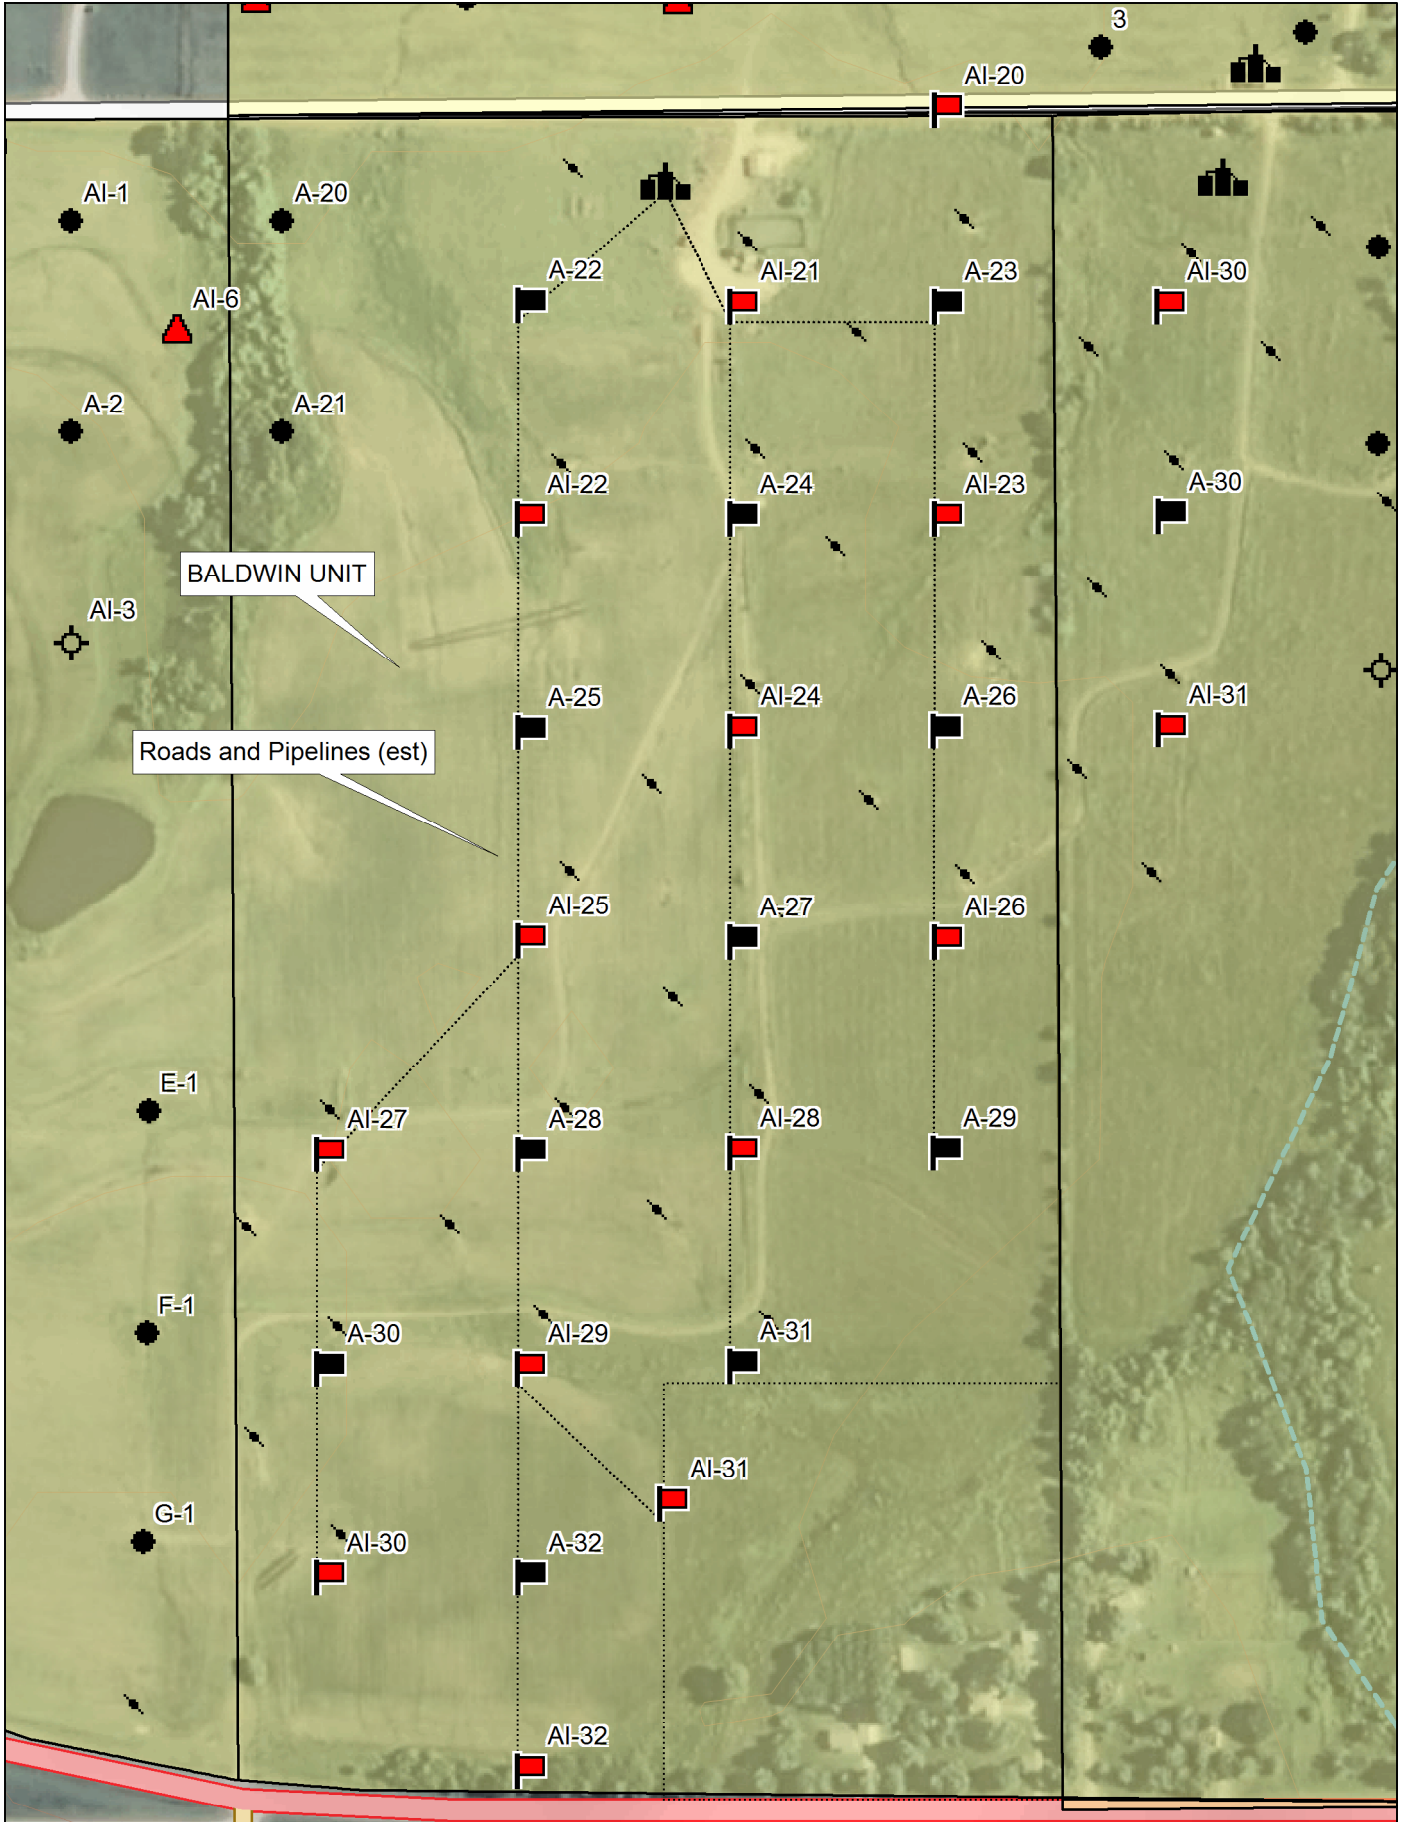 3
AI-20
AI-1
A-20
A-22
AI-21
A-23
AI-30
AI-6
A-2
A-21
AI-22
A-24
AI-23
A-30
BALDWIN UNIT
AI-3
A-25
AI-24
A-26
AI-31
Roads and Pipelines (est)
AI-25
A-27
AI-26
E-1
AI-27
A-28
AI-28
A-29
F-1
A-30
AI-29
A-31
AI-31
G-1
AI-30
A-32
AI-32